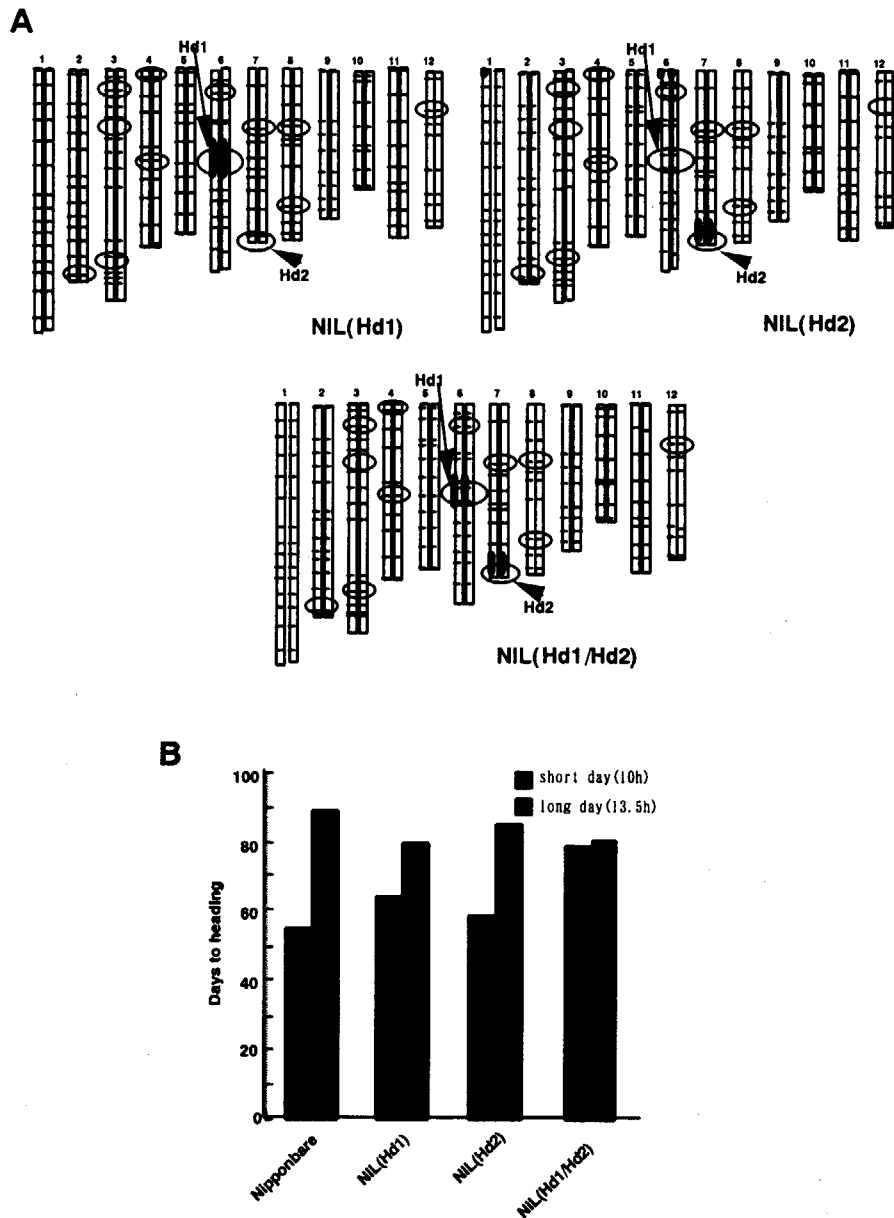 A
Hd1
1 2 3 4 5 6 7 8 9 10 11 12
Hd2
NIL(Hd1)
Hd1
1 2 3 4 5 6 7 8 9 10 11 12
Hd2
NIL(Hd2)
Hd1
1 2 3 4 5 6 7 8 9 10 11 12
Hd2
NIL(Hd1/Hd2)
B
short day(10h)
long day(13.5h)
Days to heading
100
80
60
40
20
0
Nipponbare
NIL(Hd1)
NIL(Hd2)
NIL(Hd1/Hd2)